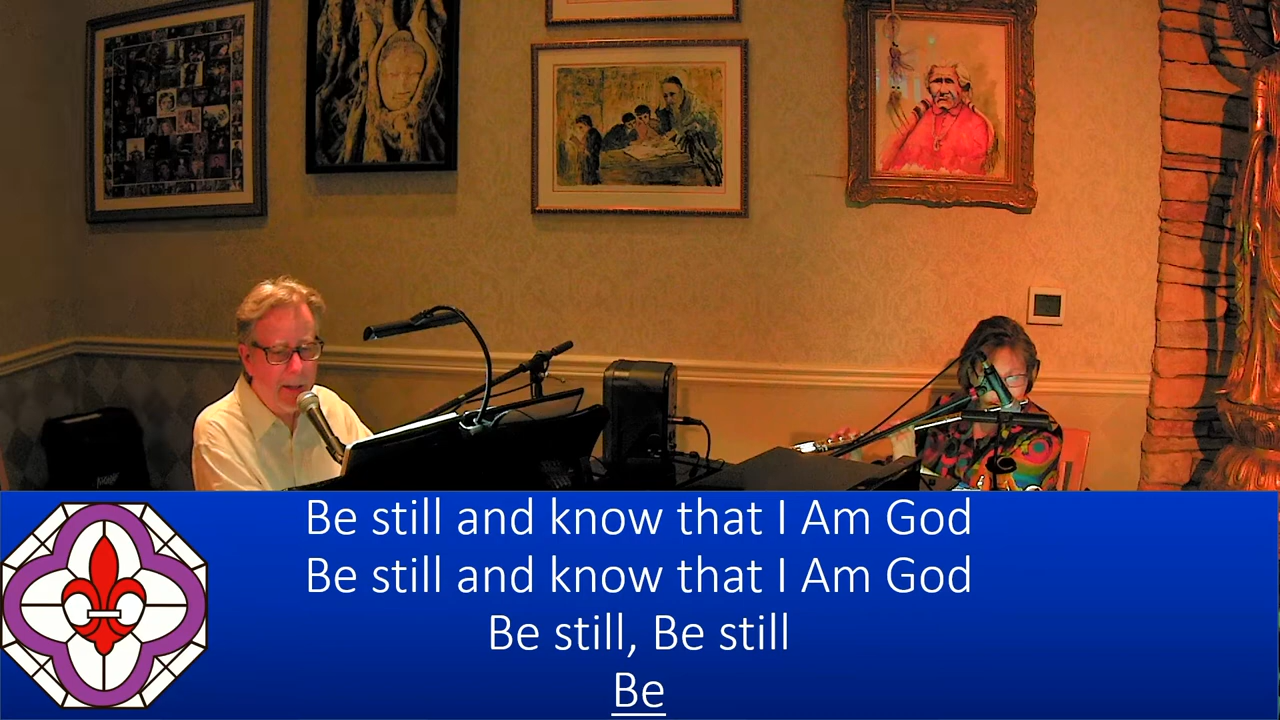 Be still and know that I Am God
Be still and know that I Am God
Be still, Be still
Be